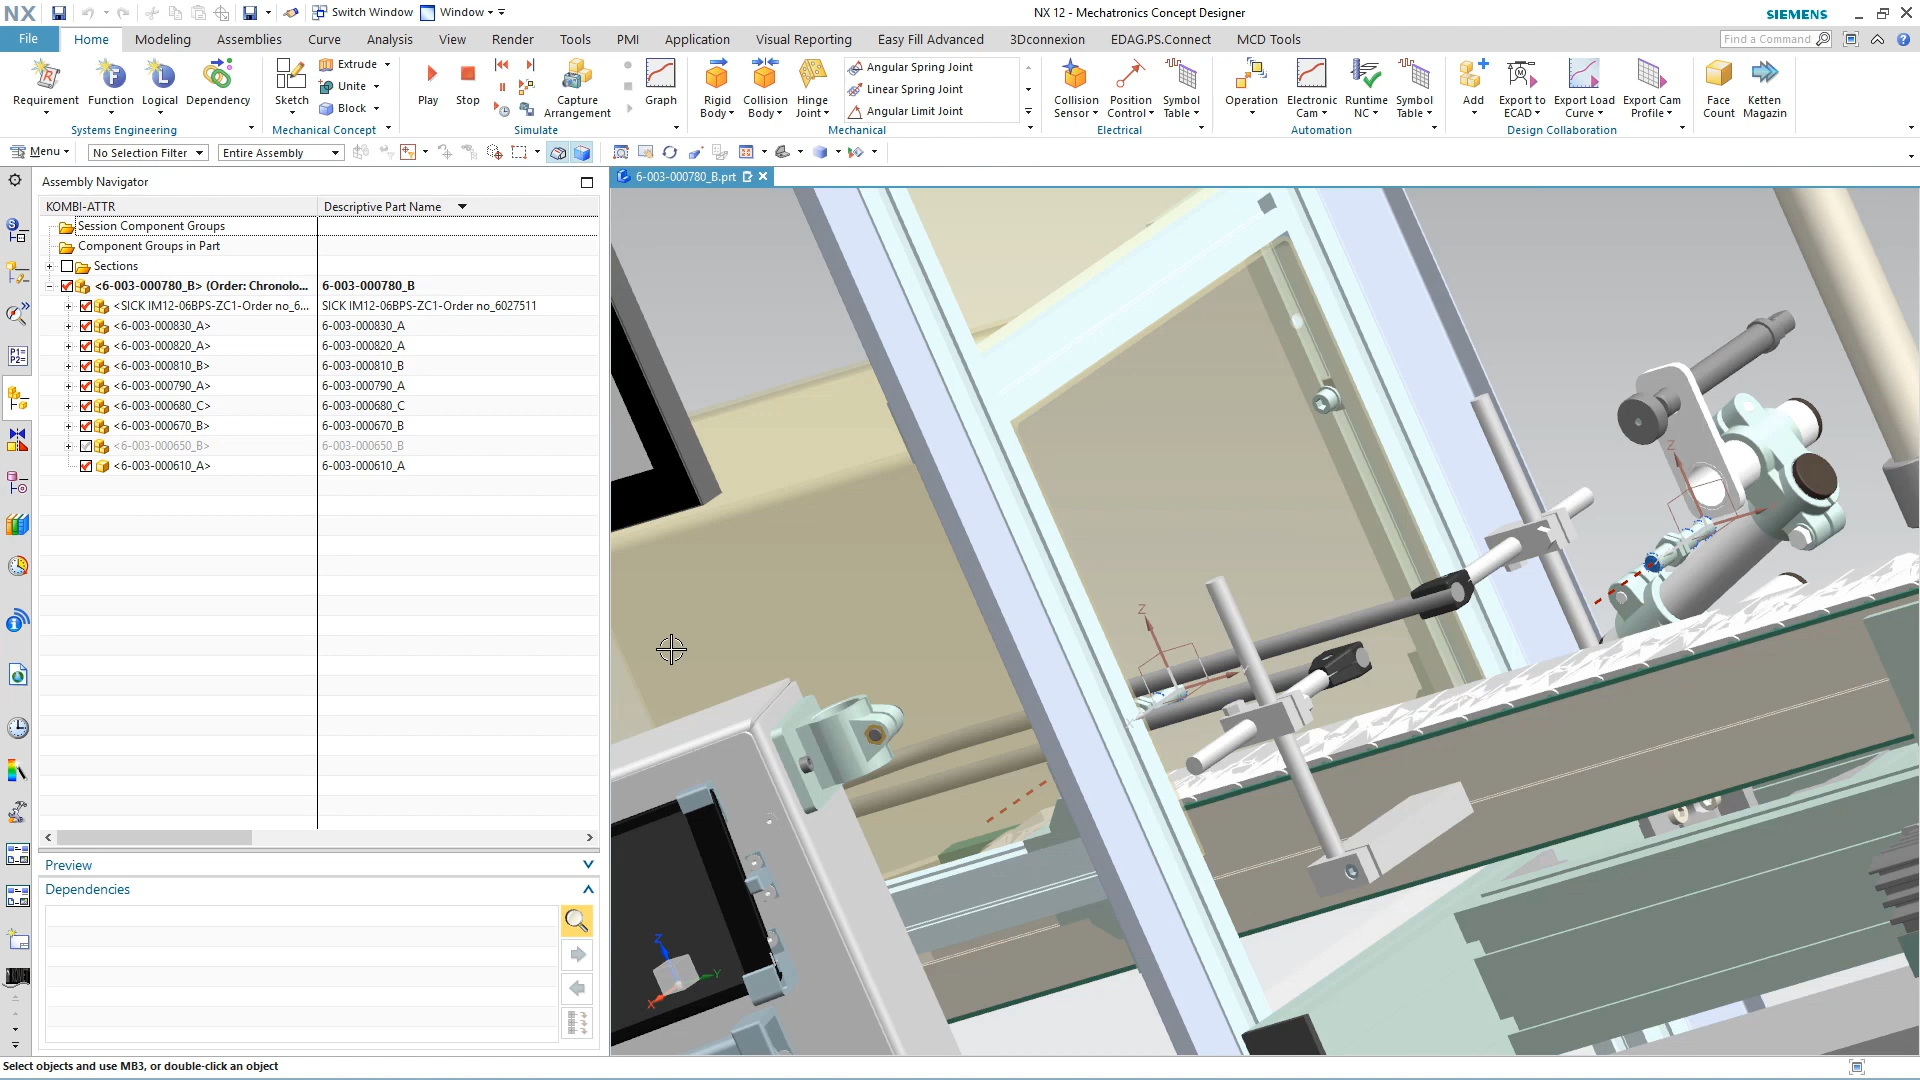 NX
Switch Window
Window
NX 12 - Mechatronics Concept Designer
SIEMENS
File
Home
Modeling
Assemblies
Curve
Analysis
View
Render
Tools
PMI
Application
Visual Reporting
Easy Fill Advanced
3Dconnexion
EDAG.PS.Connect
MCD Tools
Find a Command
Requirement
Function
Logical
Dependency
Systems Engineering
Sketch
Extrude
Unite
Block
Mechanical Concept
Play
Stop
Capture
Arrangement
Graph
Simulate
Rigid
Body
Collision
Body
Hinge
Joint
Angular Spring Joint
Linear Spring Joint
Angular Limit Joint
Mechanical
Collision
Sensor
Position
Control
Symbol
Table
Electrical
Operation
Electronic
Cam
Runtime
NC
Symbol
Table
Automation
Add
Export to
ECAD
Export Load
Curve
Export Cam
Profile
Design Collaboration
Face
Count
Ketten
Magazin
Menu
No Selection Filter
Entire Assembly
Assembly Navigator
6-003-000780_B.prt
KOMBI-ATTR
Descriptive Part Name
Session Component Groups
Component Groups in Part
Sections
<6-003-000780_B> (Order: Chronolo... 6-003-000780_B
<SICK IM12-06BPS-ZC1-Order no_6... SICK IM12-06BPS-ZC1-Order no_6027511
<6-003-000830_A> 6-003-000830_A
<6-003-000820_A> 6-003-000820_A
<6-003-000810_B> 6-003-000810_B
<6-003-000790_A> 6-003-000790_A
<6-003-000680_C> 6-003-000680_C
<6-003-000670_B> 6-003-000670_B
<6-003-000650_B> 6-003-000650_B
<6-003-000610_A> 6-003-000610_A
P1=
P2=
Z
Z
Z
Y
X
Preview
Dependencies
Select objects and use MB3, or double-click an object